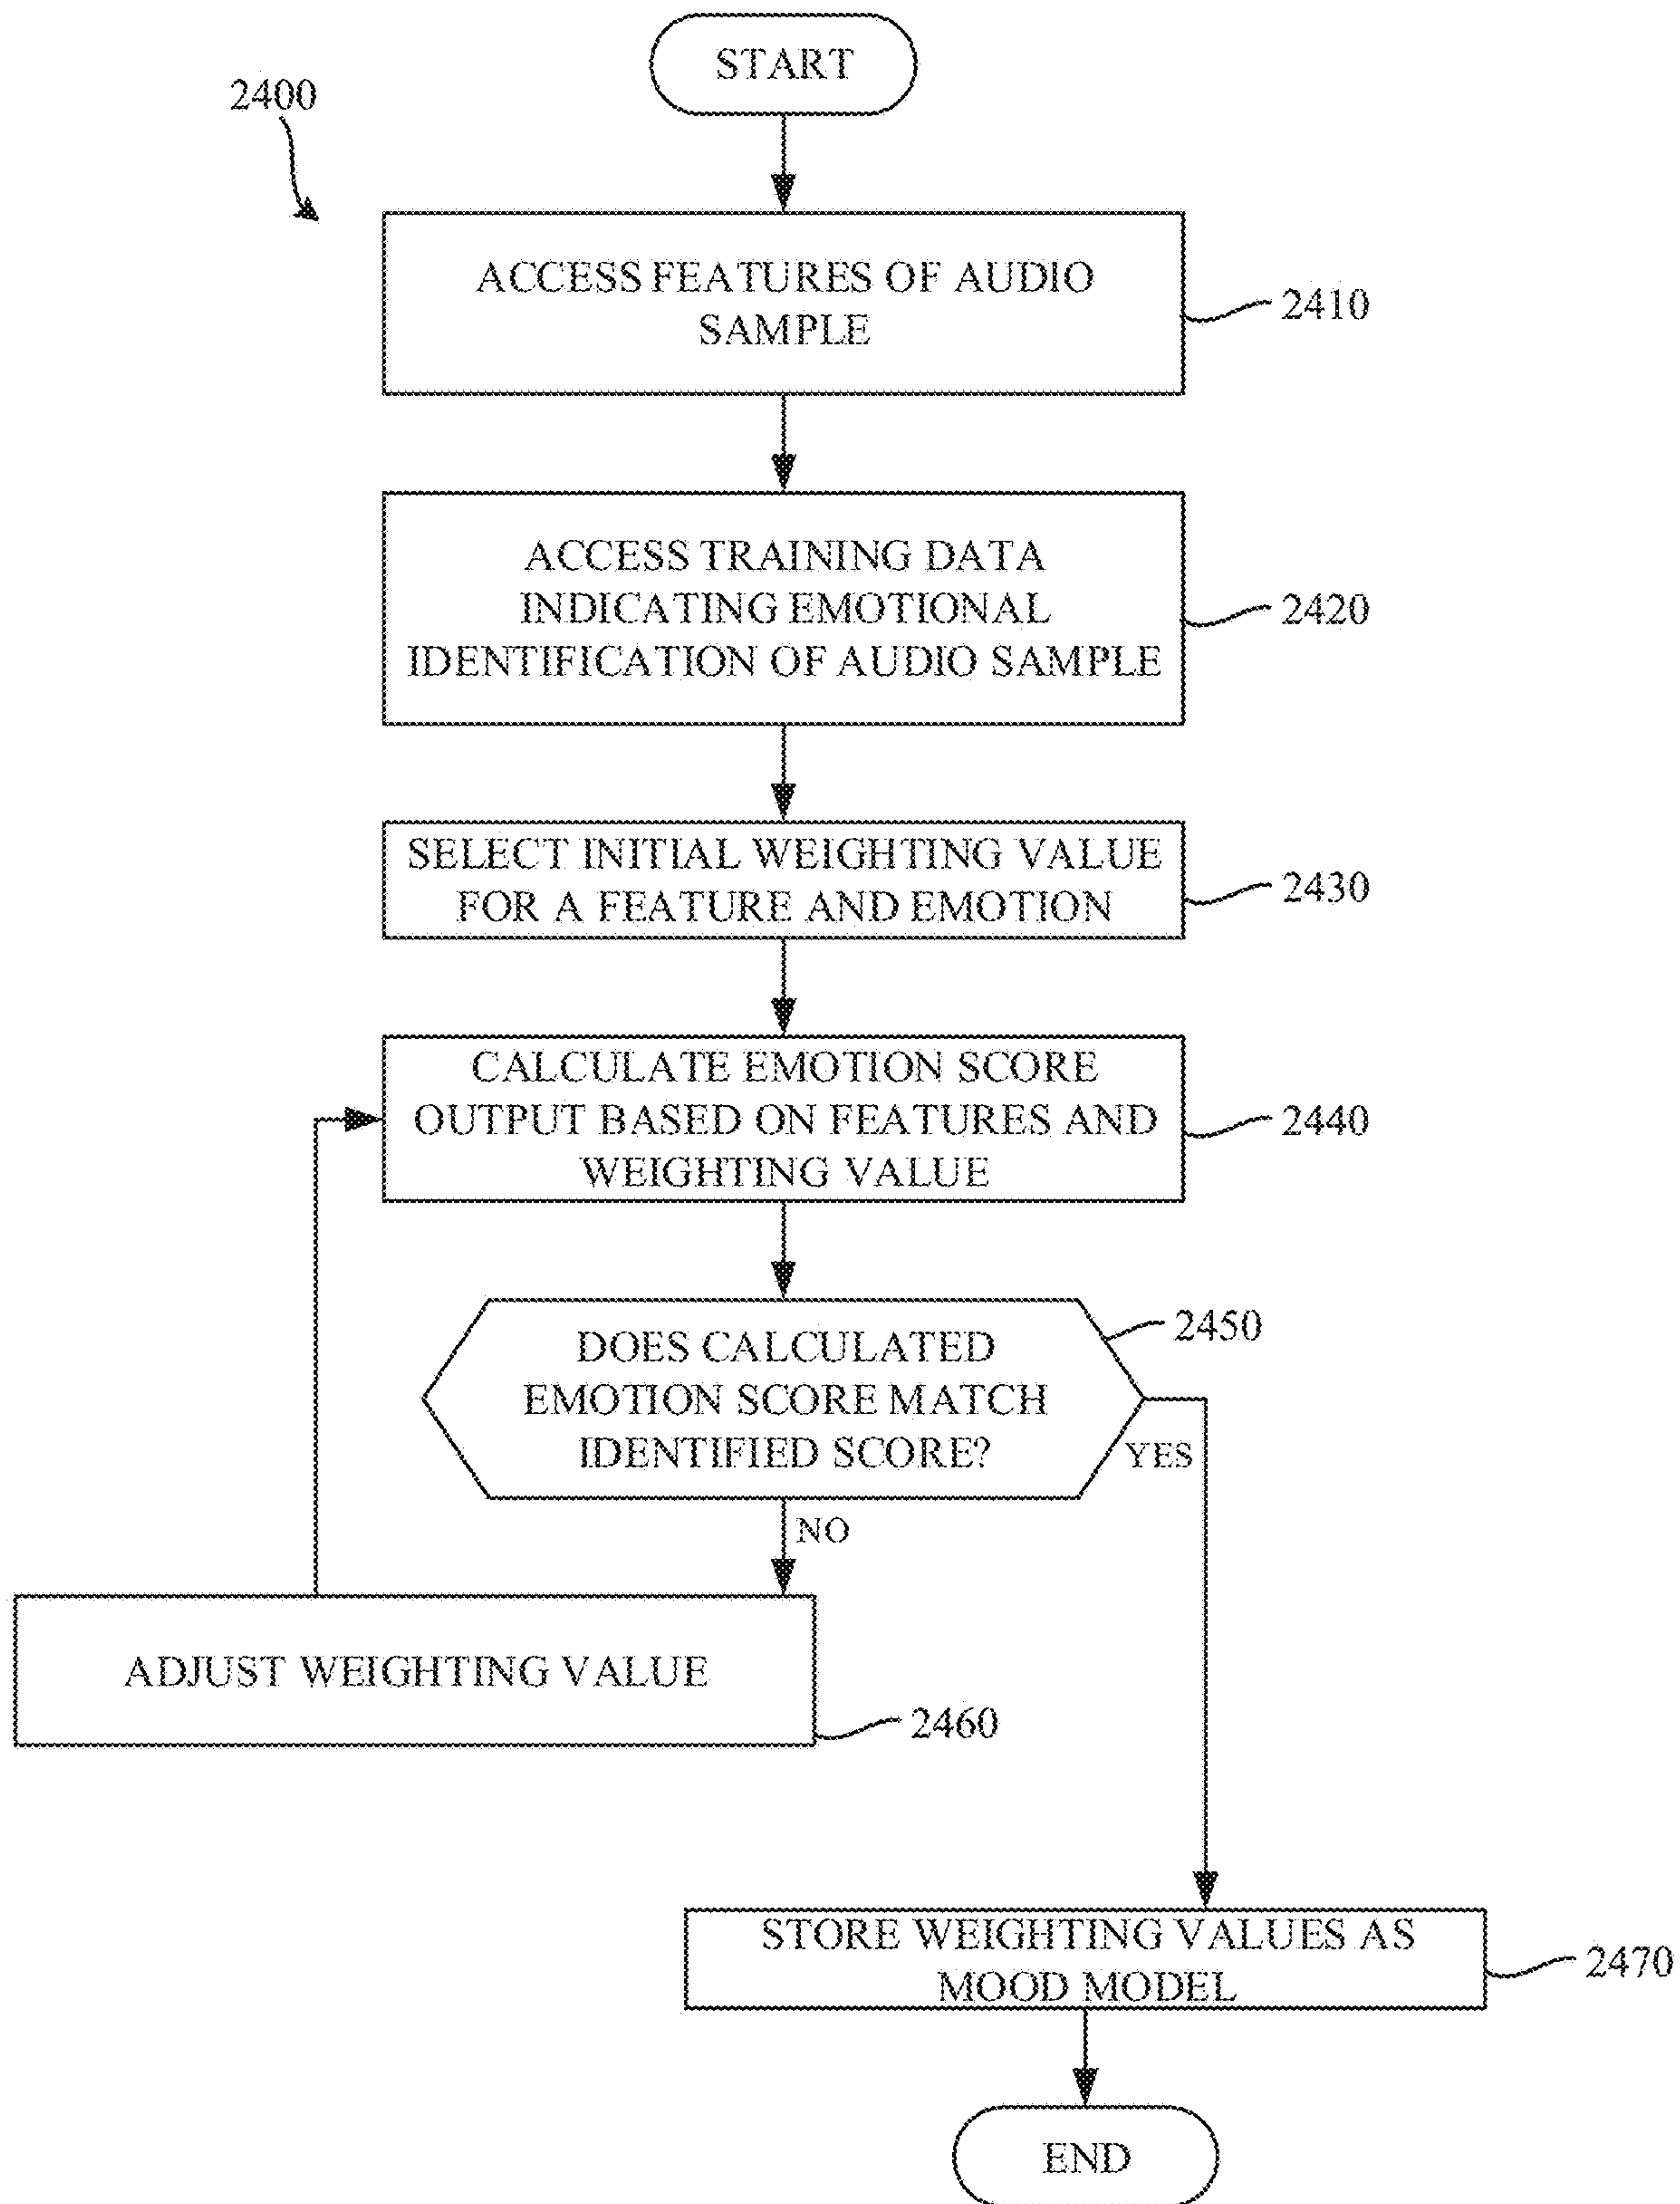 START
2400
ACCESS FEATURES OF AUDIO
SAMPLE
2410
ACCESS TRAINING DATA
INDICATING EMOTIONAL
IDENTIFICATION OF AUDIO SAMPLE
2420
SELECT INITIAL WEIGHTING VALUE
FOR A FEATURE AND EMOTION
2430
CALCULATE EMOTION SCORE
OUTPUT BASED ON FEATURES AND
WEIGHTING VALUE
2440
DOES CALCULATED
EMOTION SCORE MATCH
IDENTIFIED SCORE?
2450
YES
NO
ADJUST WEIGHTING VALUE
2460
STORE WEIGHTING VALUES AS
MOOD MODEL
2470
END